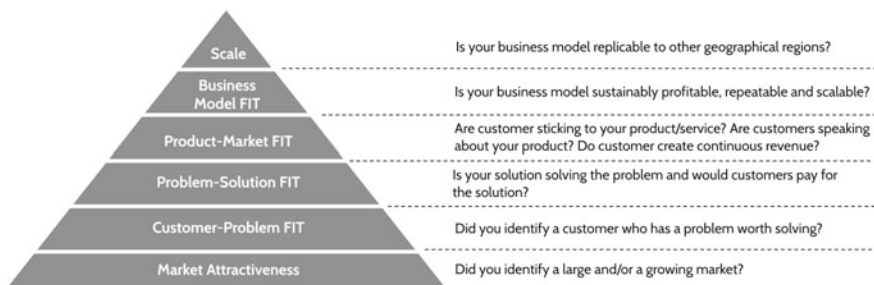 Scale
Is your business model replicable to other geographical regions?
Business
Model FIT
Is your business model sustainably profitable, repeatable and scalable?
Product-Market FIT
Are customer sticking to your product/service? Are customers speaking
about your product? Do customer create continuous revenue?
Problem-Solution FIT
Is your solution solving the problem and would customers pay for
the solution?
Customer-Problem FIT
Did you identify a customer who has a problem worth solving?
Market Attractiveness
Did you identify a large and/or a growing market?